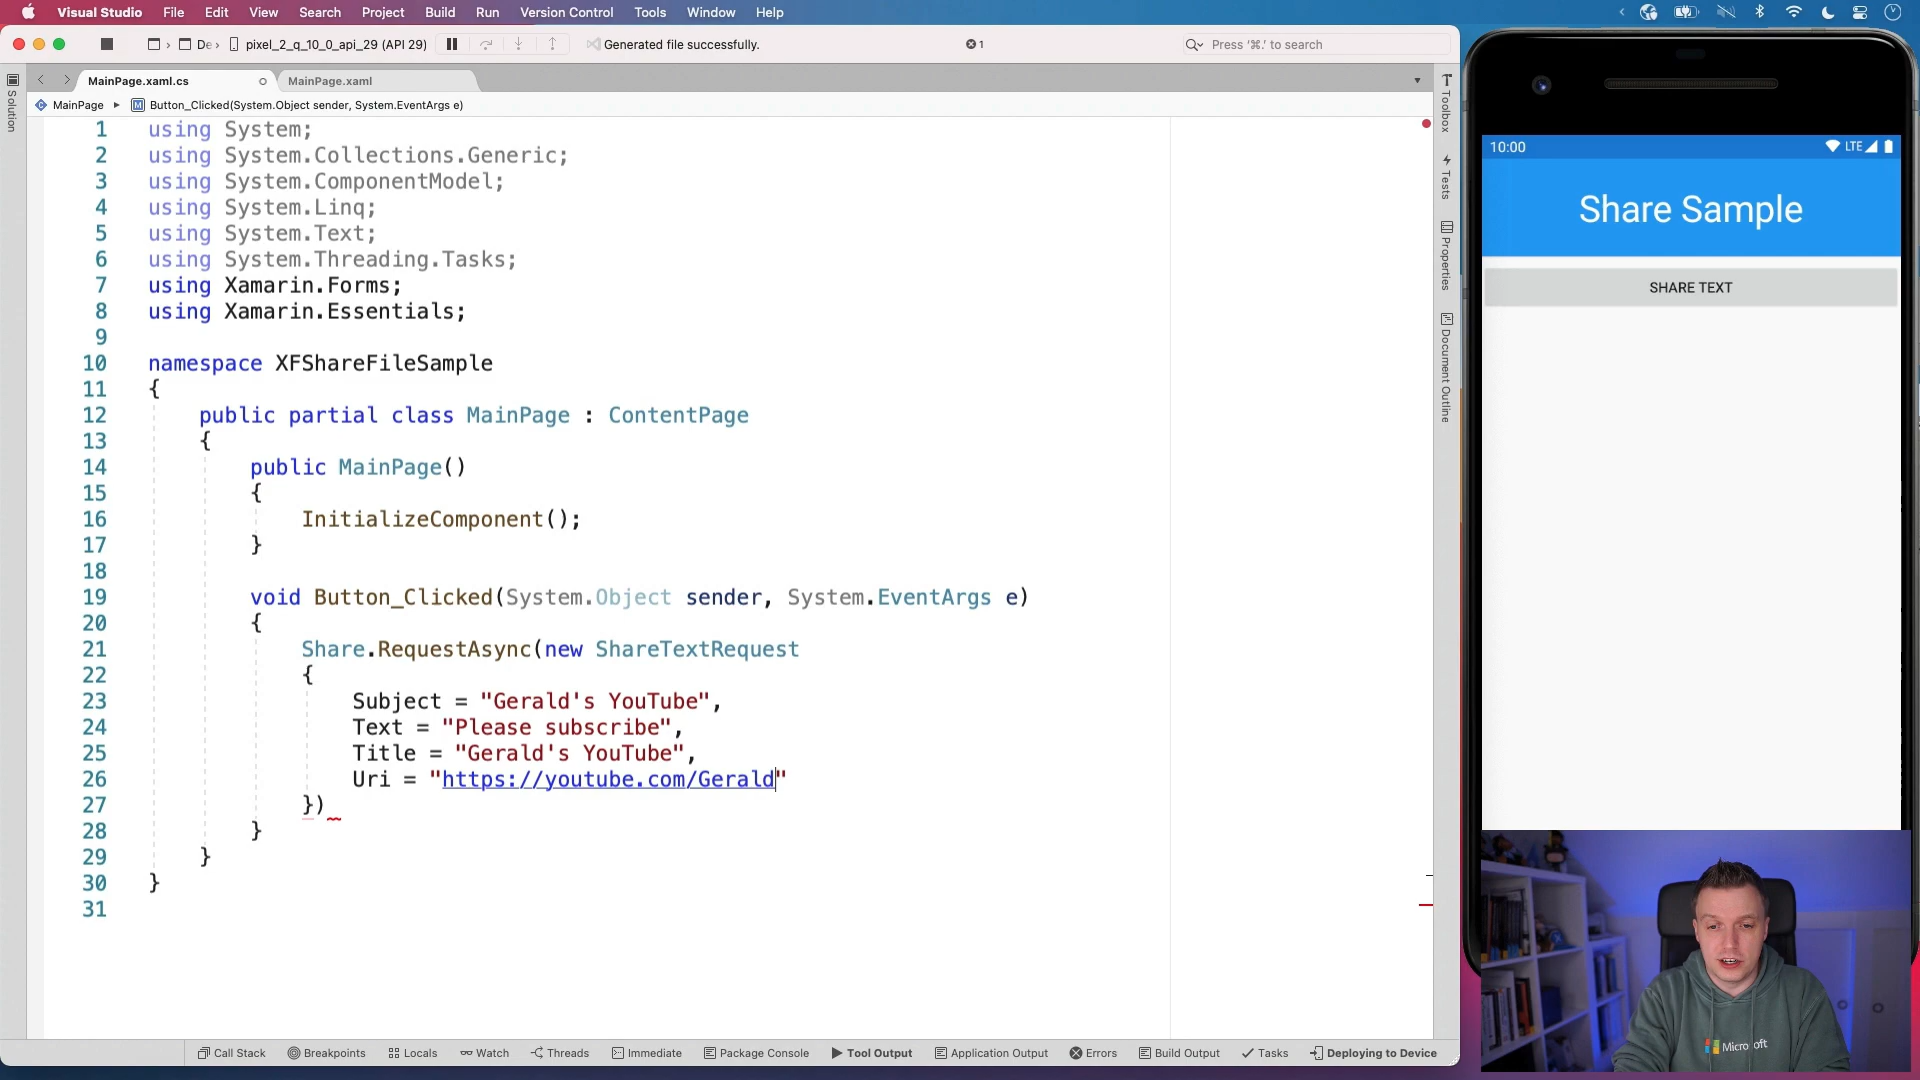 Visual Studio File Edit View Search Project Build Run Version Control Tools Window Help
De › pixel_2_q_10_0_api_29 (API 29) Generated file successfully. 1 Press '⌘.' to search
MainPage.xaml.cs MainPage.xaml
MainPage ▸ Button_Clicked(System.Object sender, System.EventArgs e)
Solution
1 using System;
2 using System.Collections.Generic;
3 using System.ComponentModel;
4 using System.Linq;
5 using System.Text;
6 using System.Threading.Tasks;
7 using Xamarin.Forms;
8 using Xamarin.Essentials;
9
10 namespace XFShareFileSample
11 {
12 public partial class MainPage : ContentPage
13 {
14 public MainPage()
15 {
16 InitializeComponent();
17 }
18
19 void Button_Clicked(System.Object sender, System.EventArgs e)
20 {
21 Share.RequestAsync(new ShareTextRequest
22 {
23 Subject = "Gerald's YouTube",
24 Text = "Please subscribe",
25 Title = "Gerald's YouTube",
26 Uri = "https://youtube.com/Gerald"
27 })
28 }
29 }
30 }
31
Toolbox
Tests
Properties
Document Outline
Call Stack Breakpoints Locals Watch Threads Immediate Package Console Tool Output Application Output Errors Build Output Tasks Deploying to Device
10:00 LTE
Share Sample
SHARE TEXT
Microsoft